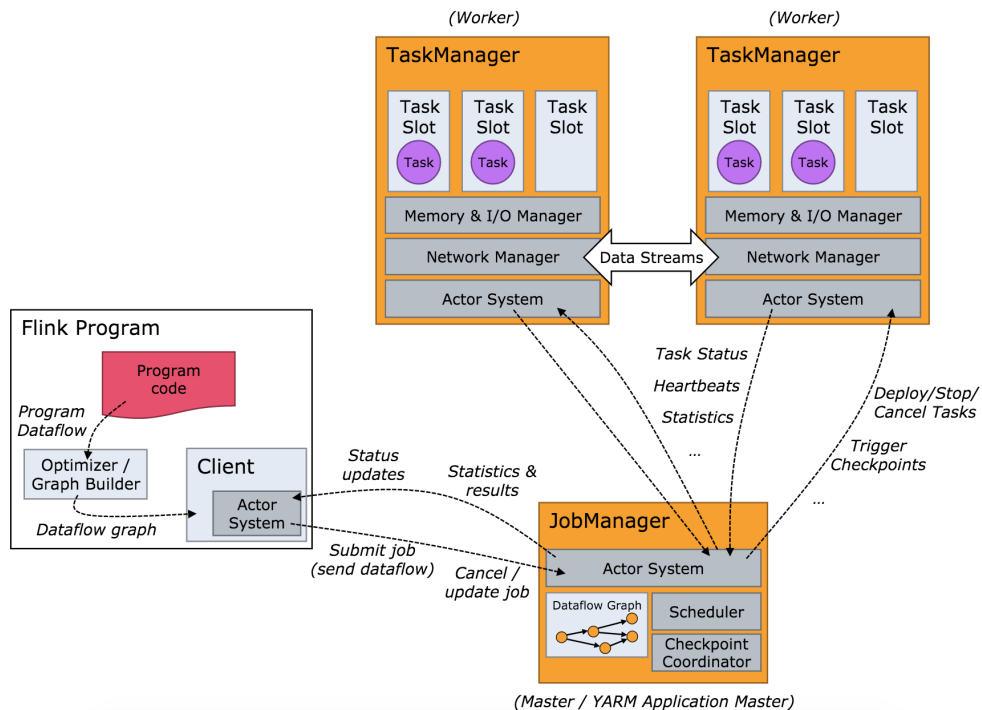 (Worker)
(Worker)
TaskManager
Task
Slot
Task
Task
Slot
Task
Task
Slot
Memory & I/O Manager
Network Manager
Actor System
TaskManager
Task
Slot
Task
Task
Slot
Task
Task
Slot
Memory & I/O Manager
Network Manager
Actor System
Data Streams
Flink Program
Program
code
Program
Dataflow
Optimizer /
Graph Builder
Dataflow graph
Client
Actor
System
Status
updates
Statistics &
results
Submit job
(send dataflow)
Cancel /
update job
Task Status
Heartbeats
Statistics
...
Deploy/Stop/
Cancel Tasks
Trigger
Checkpoints
...
JobManager
Actor System
Dataflow Graph
Scheduler
Checkpoint
Coordinator
(Master / YARM Application Master)